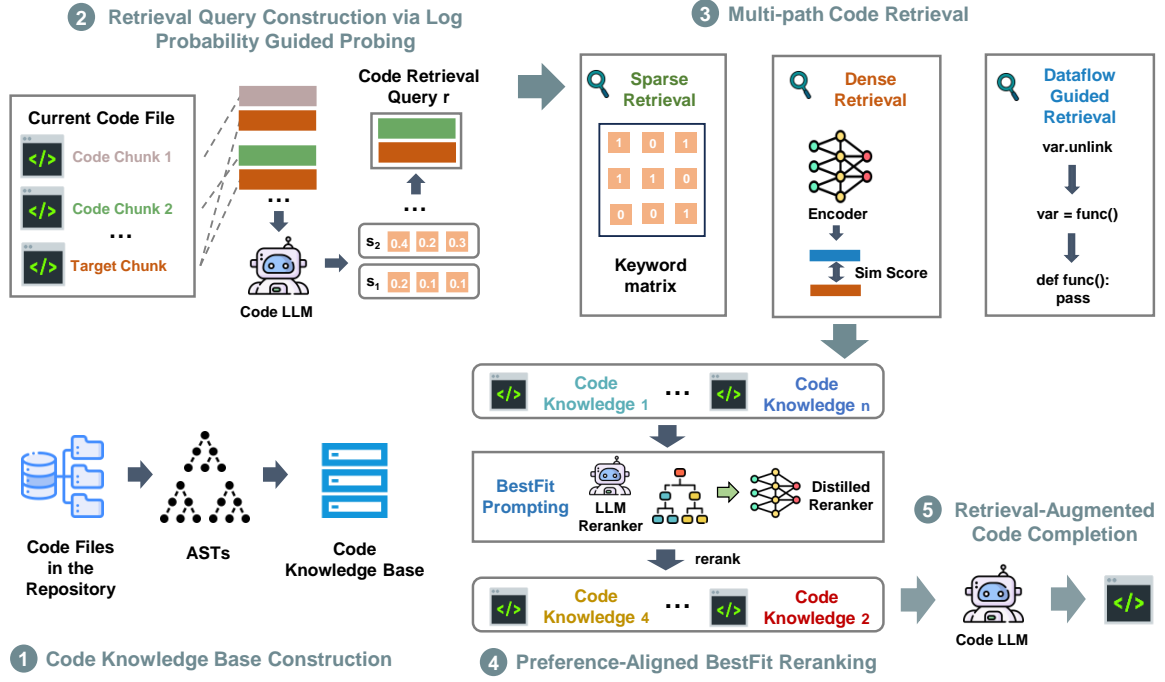 2 Retrieval Query Construction via Log
Probability Guided Probing
Current Code File
</> Code Chunk 1
</> Code Chunk 2
...
</> Target Chunk
...
Code LLM
Code Retrieval
Query r
...
s2 0.4 0.2 0.3
s1 0.2 0.1 0.1
3 Multi-path Code Retrieval
Sparse
Retrieval
1 0 1
1 1 0
0 0 1
Keyword
matrix
Dense
Retrieval
Encoder
Sim Score
Dataflow
Guided
Retrieval
var.unlink
var = func()
def func():
pass
</> Code
Knowledge 1
...
</> Code
Knowledge n
BestFit
Prompting
LLM
Reranker
Distilled
Reranker
rerank
</> Code
Knowledge 4
...
</> Code
Knowledge 2
4 Preference-Aligned BestFit Reranking
5 Retrieval-Augmented
Code Completion
Code LLM
</>
Code Files
in the
Repository
ASTs
Code
Knowledge Base
1 Code Knowledge Base Construction